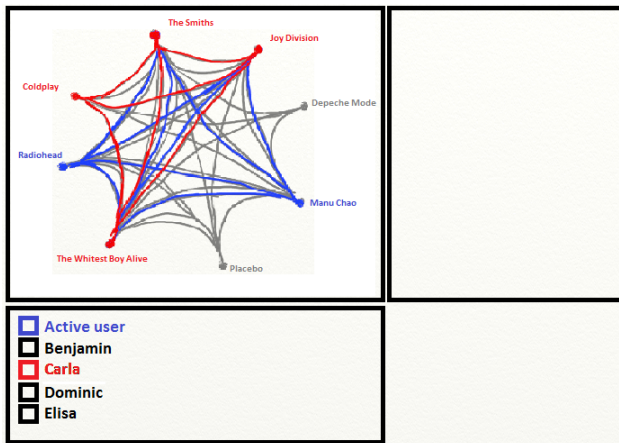 The Smiths
Joy Division
Coldplay
Depeche Mode
Radiohead
Manu Chao
The Whitest Boy Alive
Placebo
Active user
Benjamin
Carla
Dominic
Elisa